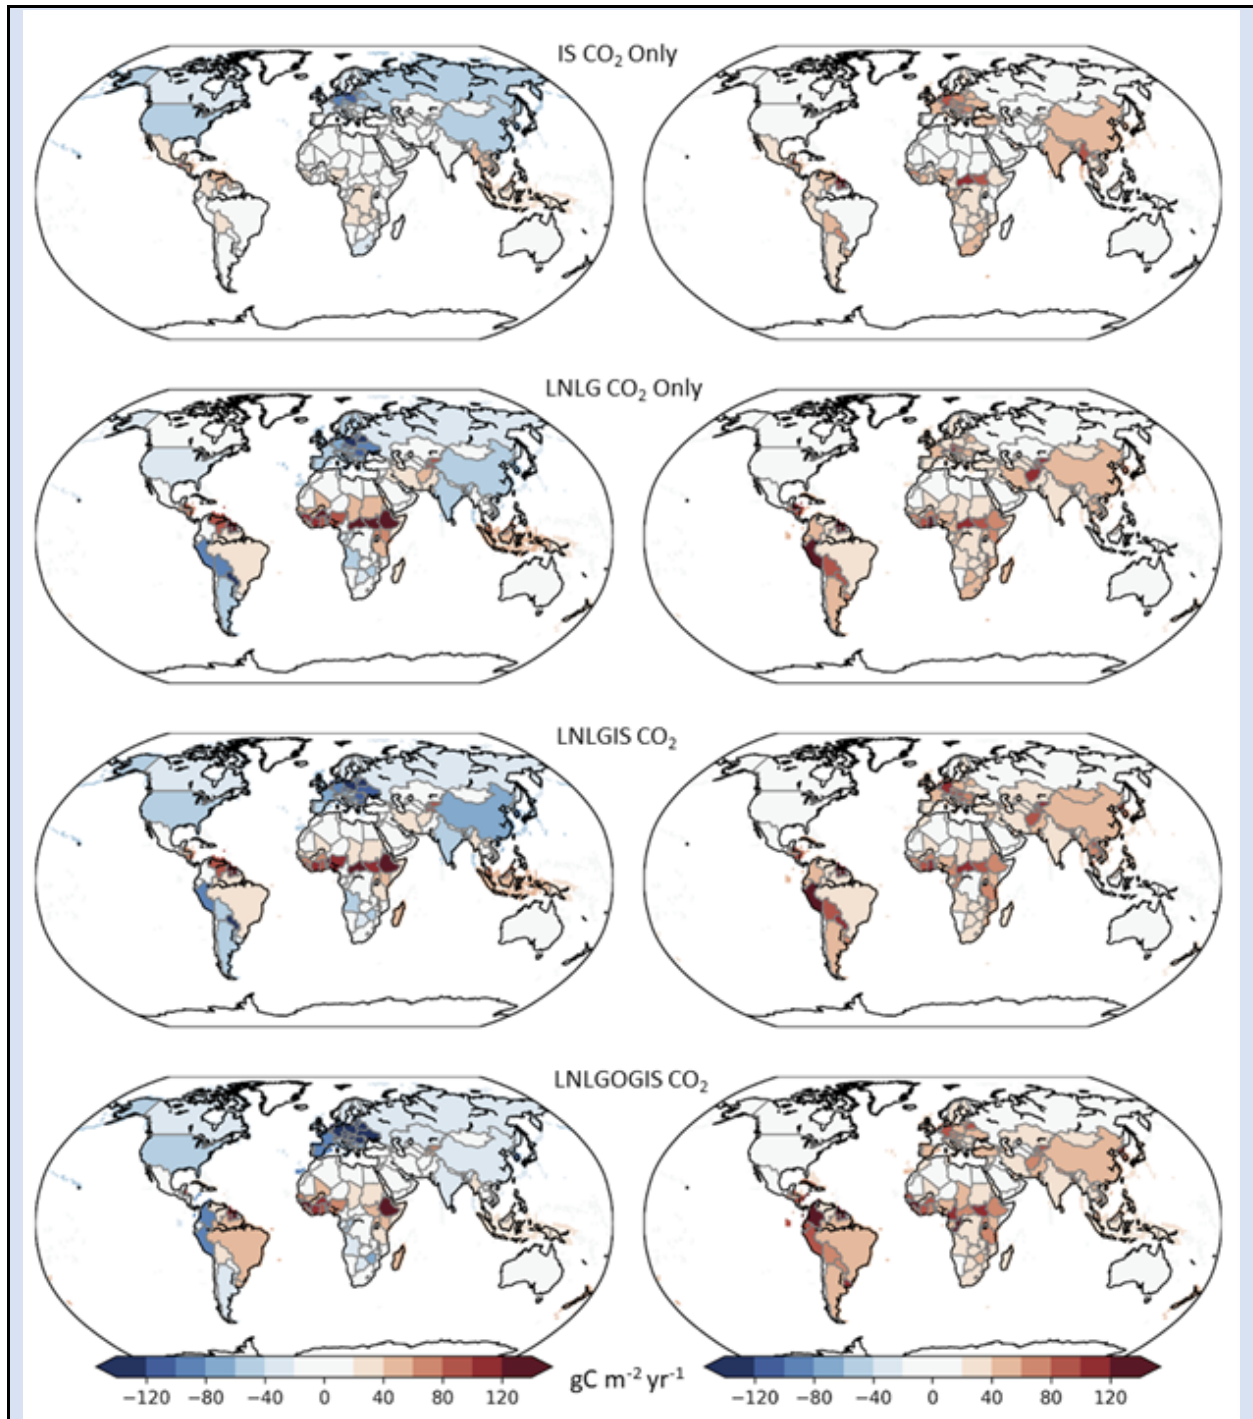 IS CO₂ Only
LNLG CO₂ Only
LNLGIS CO₂
LNLGOGIS CO₂
−120 −80 −40 0 40 80 120 gC m⁻² yr⁻¹ −120 −80 −40 0 40 80 120